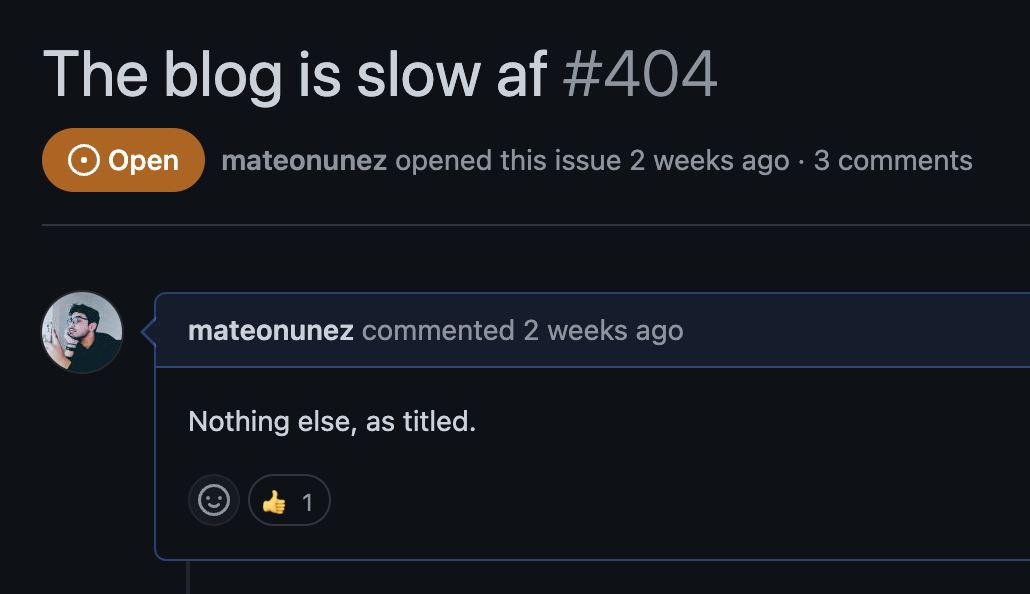 The blog is slow af #404
Open mateonunez opened this issue 2 weeks ago · 3 comments
mateonunez commented 2 weeks ago
Nothing else, as titled.
👍 1